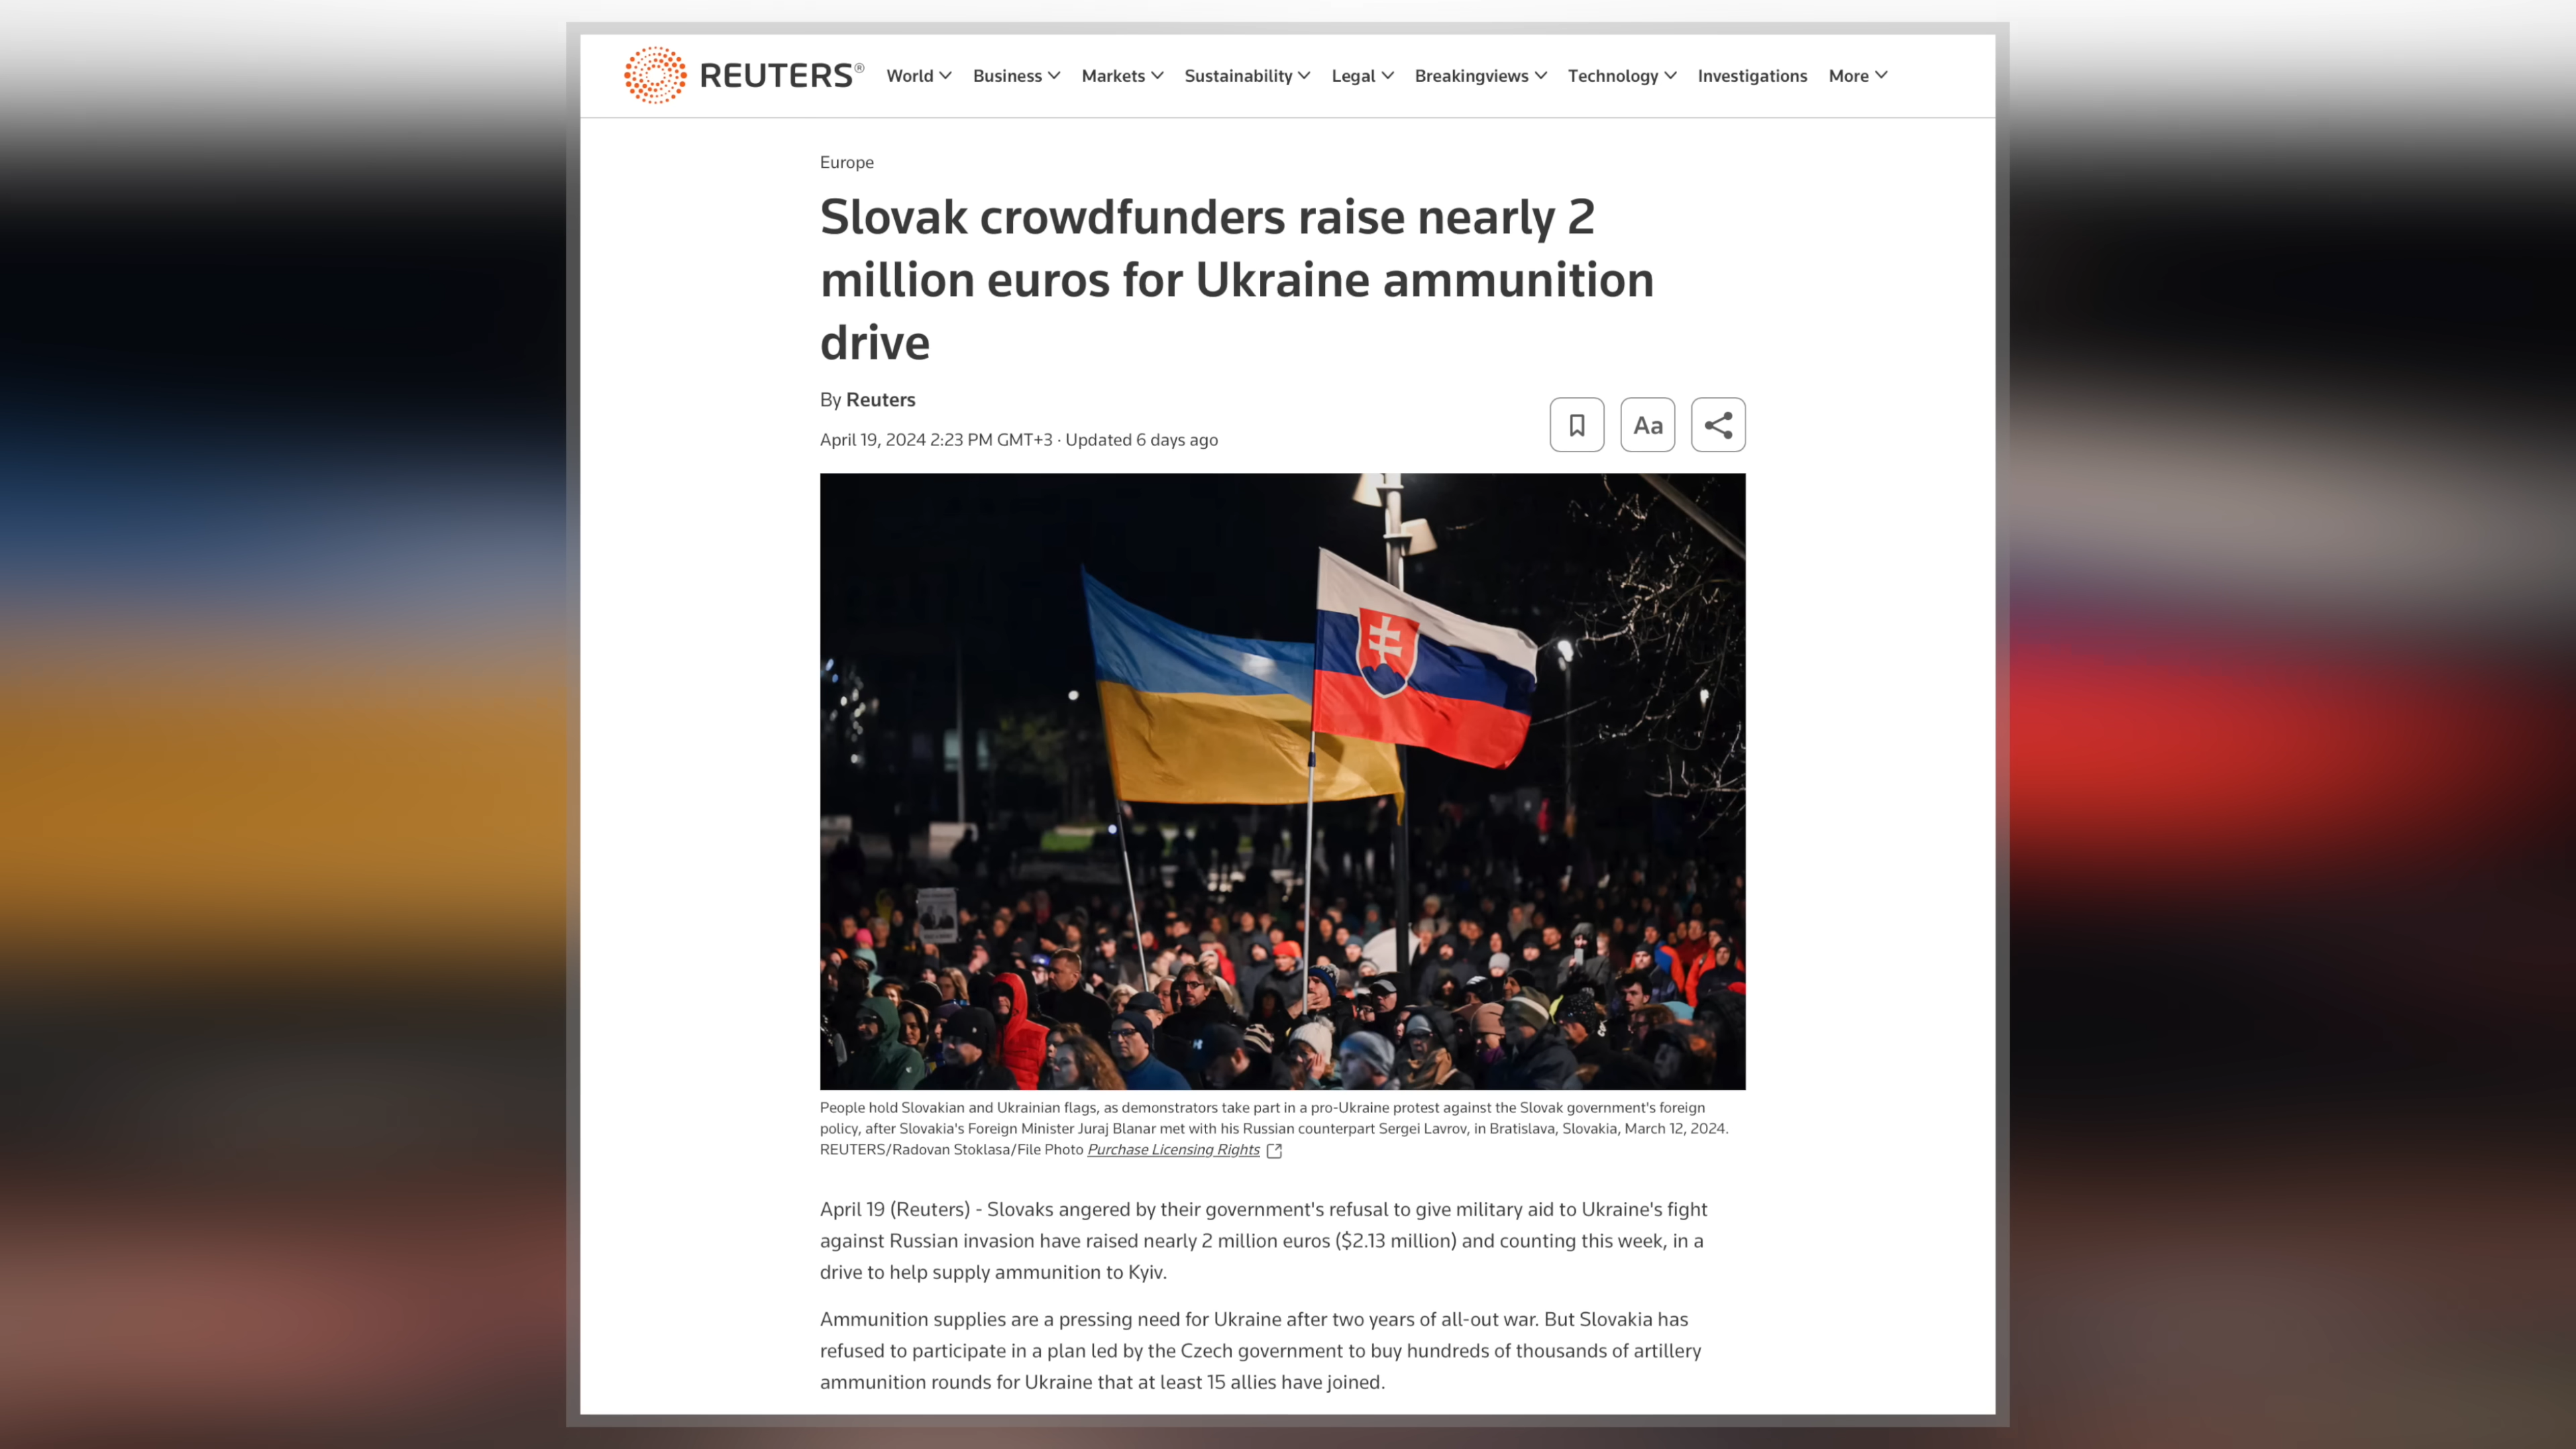 REUTERS®
World Business Markets Sustainability Legal Breakingviews Technology Investigations More
Europe
Slovak crowdfunders raise nearly 2
million euros for Ukraine ammunition
drive
By Reuters
April 19, 2024 2:23 PM GMT+3 · Updated 6 days ago
Aa
People hold Slovakian and Ukrainian flags, as demonstrators take part in a pro-Ukraine protest against the Slovak government's foreign
policy, after Slovakia's Foreign Minister Juraj Blanar met with his Russian counterpart Sergei Lavrov, in Bratislava, Slovakia, March 12, 2024.
REUTERS/Radovan Stoklasa/File Photo Purchase Licensing Rights
April 19 (Reuters) - Slovaks angered by their government's refusal to give military aid to Ukraine's fight
against Russian invasion have raised nearly 2 million euros ($2.13 million) and counting this week, in a
drive to help supply ammunition to Kyiv.
Ammunition supplies are a pressing need for Ukraine after two years of all-out war. But Slovakia has
refused to participate in a plan led by the Czech government to buy hundreds of thousands of artillery
ammunition rounds for Ukraine that at least 15 allies have joined.